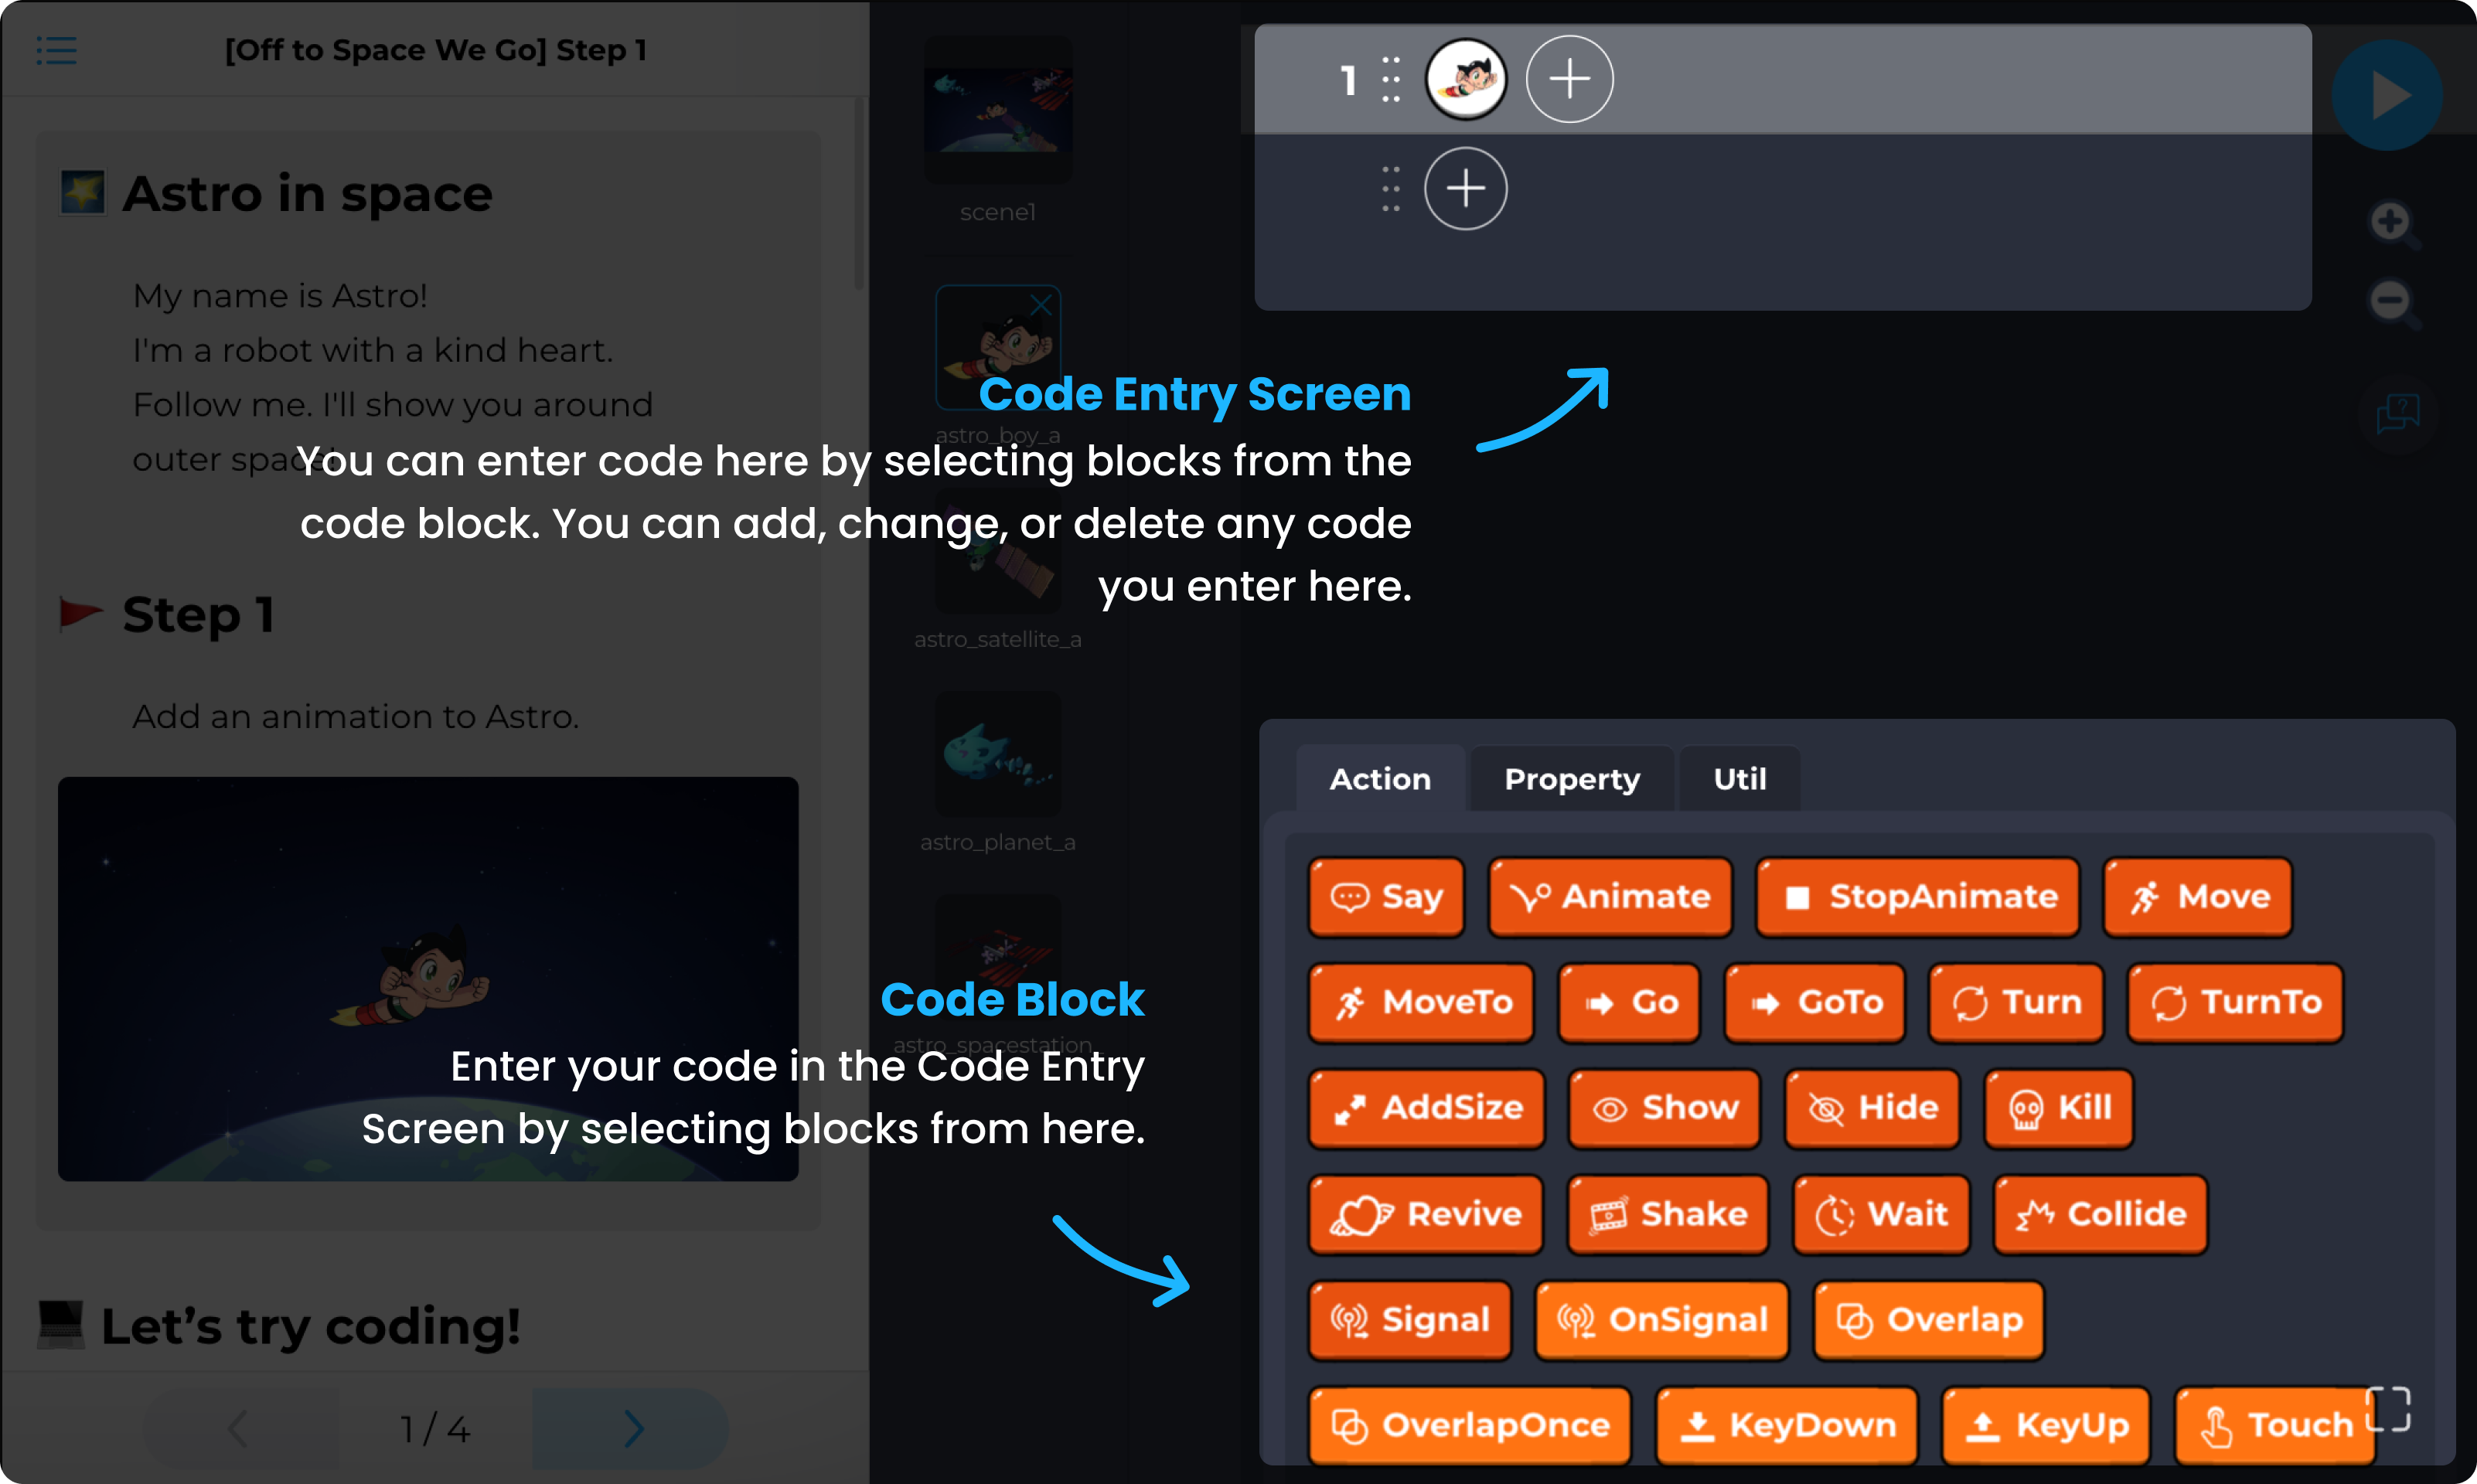 [Off to Space We Go] Step 1
Astro in space
My name is Astro!
I'm a robot with a kind heart.
Follow me. I'll show you around
outer space!
Step 1
Add an animation to Astro.
Let's try coding!
1 / 4
scene1
astro_boy_a
astro_satellite_a
astro_planet_a
astro_spacestation_
1
Code Entry Screen
You can enter code here by selecting blocks from the
code block. You can add, change, or delete any code
you enter here.
Code Block
Enter your code in the Code Entry
Screen by selecting blocks from here.
Action Property Util
Say Animate StopAnimate Move
MoveTo Go GoTo Turn TurnTo
AddSize Show Hide Kill
Revive Shake Wait Collide
Signal OnSignal Overlap
OverlapOnce KeyDown KeyUp Touch